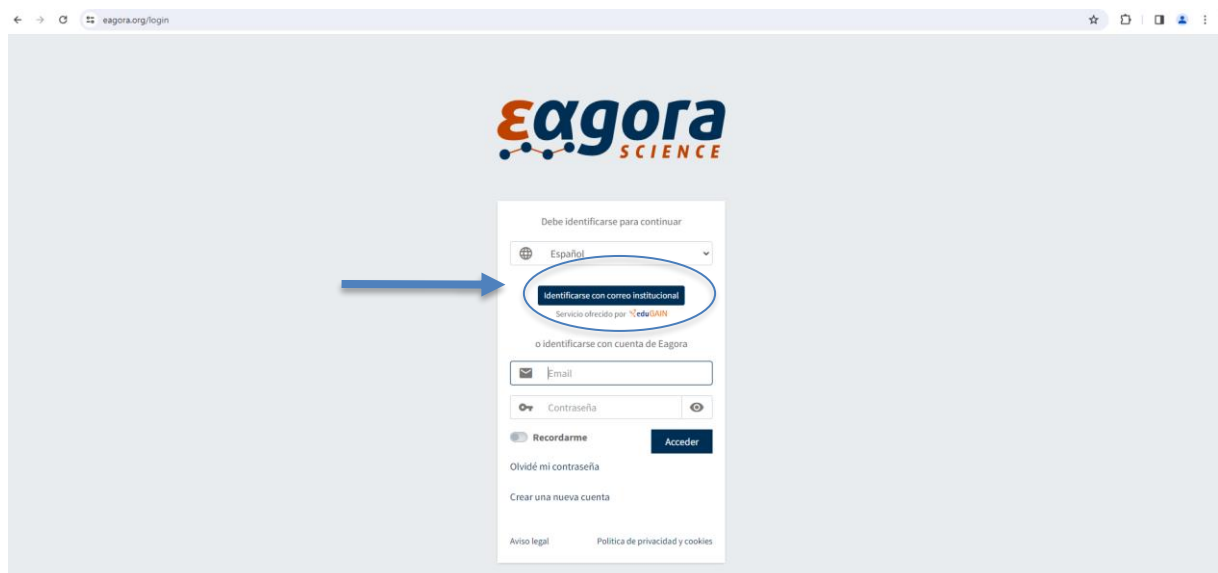 eagora.org/login
εαgora
SCIENCE
Debe identificarse para continuar
Español
Identificarse con correo institucional
Servicio ofrecido por eduGAIN
o identificarse con cuenta de Eagora
Email
Contraseña
Recordarme
Acceder
Olvidé mi contraseña
Crear una nueva cuenta
Aviso legal
Política de privacidad y cookies